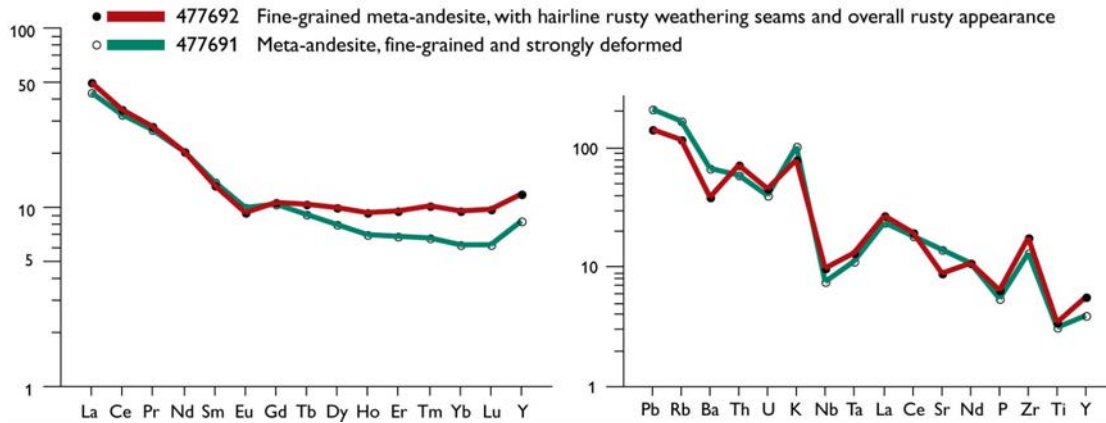 477692 Fine-grained meta-andesite, with hairline rusty weathering seams and overall rusty appearance
477691 Meta-andesite, fine-grained and strongly deformed
100
50
10
5
1
La Ce Pr Nd Sm Eu Gd Tb Dy Ho Er Tm Yb Lu Y
100
10
1
Pb Rb Ba Th U K Nb Ta La Ce Sr Nd P Zr Ti Y